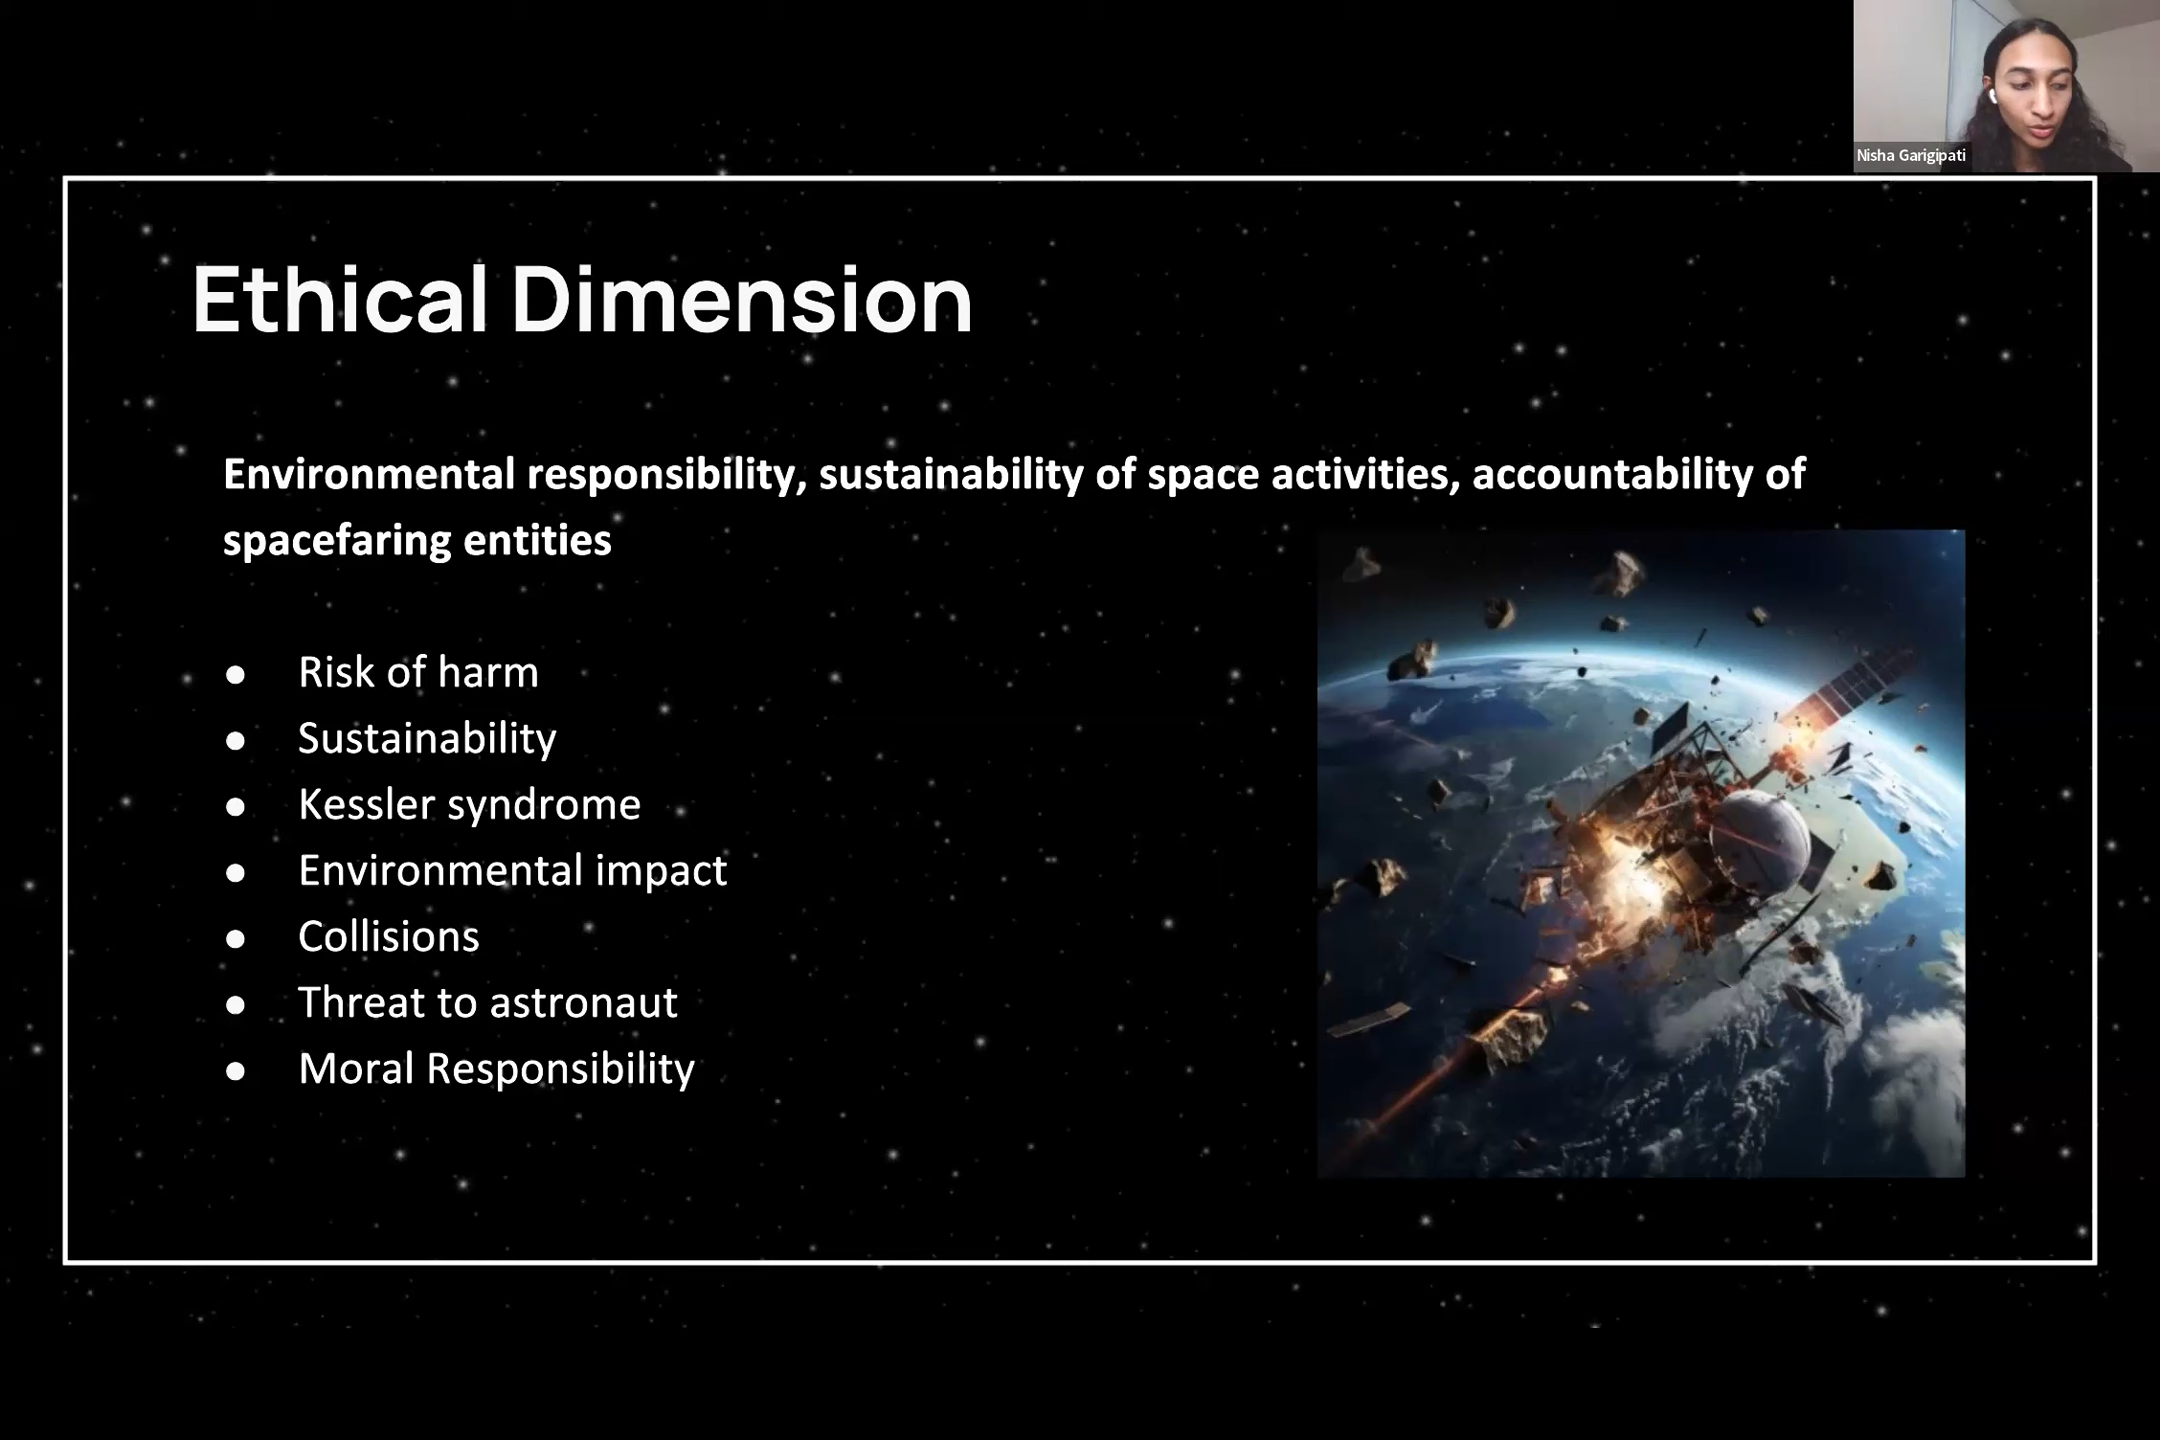 Nisha Garigipati
Ethical Dimension
Environmental responsibility, sustainability of space activities, accountability of
spacefaring entities
● Risk of harm
● Sustainability
● Kessler syndrome
● Environmental impact
● Collisions
● Threat to astronaut
● Moral Responsibility